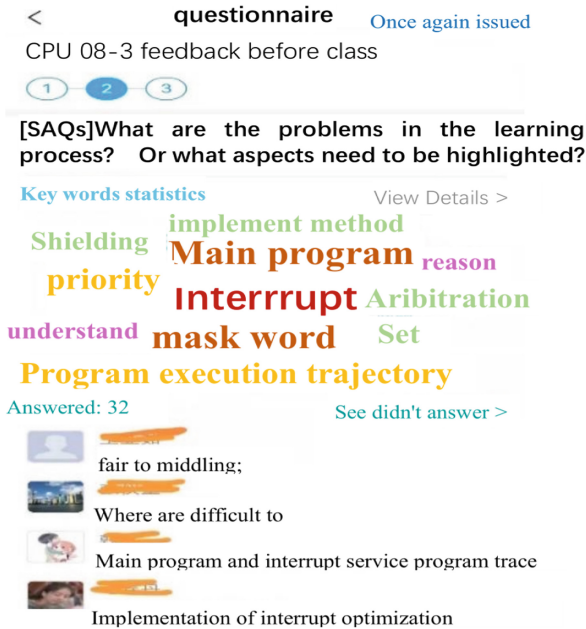 <
questionnaire
Once again issued
CPU 08-3 feedback before class
1 2 3
[SAQs]What are the problems in the learning
process? Or what aspects need to be highlighted?
Key words statistics
View Details >
implement method
Shielding
Main program
reason
priority
Interrrupt
Aribitration
understand
mask word
Set
Program execution trajectory
Answered: 32
See didn't answer >
fair to middling;
Where are difficult to
Main program and interrupt service program trace
Implementation of interrupt optimization